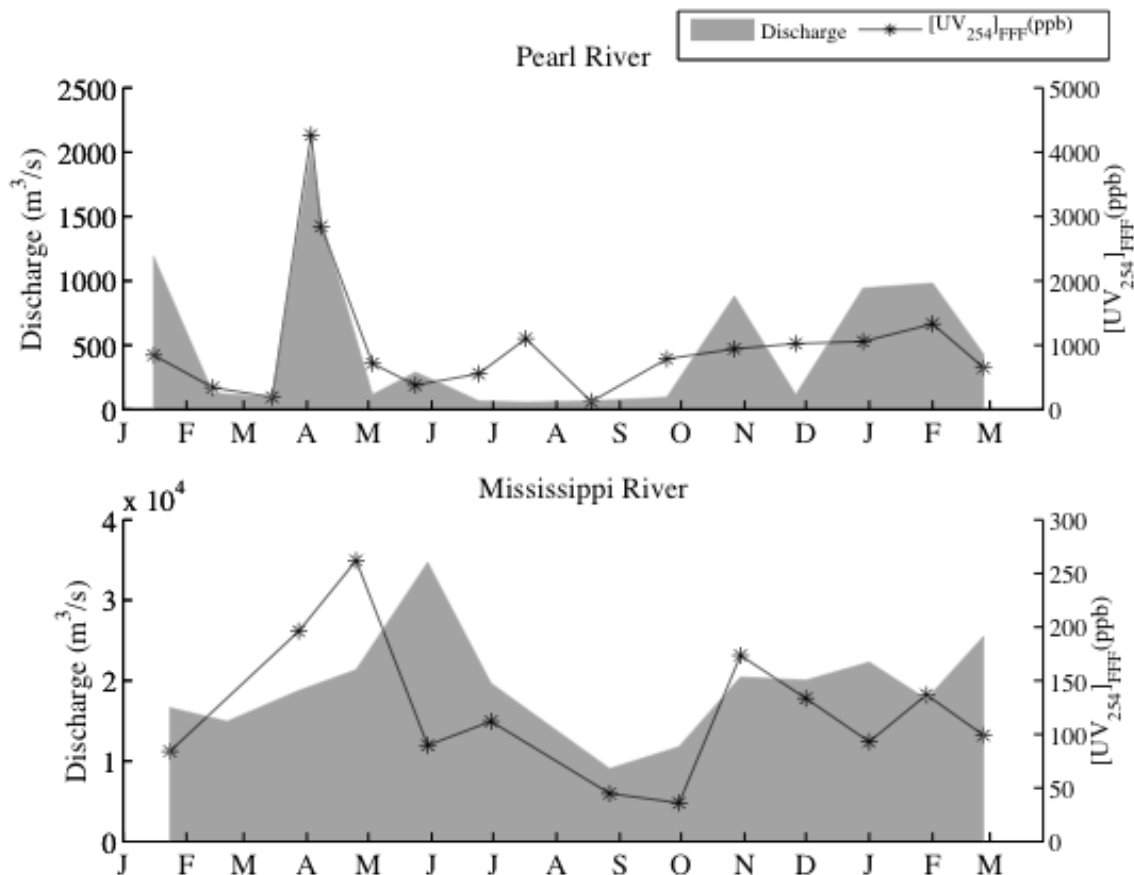 Discharge [UV254]FFF(ppb)
Pearl River
Discharge (m3/s)
2500
2000
1500
1000
500
0
5000
4000
3000
2000
1000
0
[UV254]FFF(ppb)
J F M A M J J A S O N D J F M
Mississippi River
x 10^4
Discharge (m3/s)
4
3
2
1
0
300
250
200
150
100
50
0
[UV254]FFF(ppb)
J F M A M J J A S O N D J F M